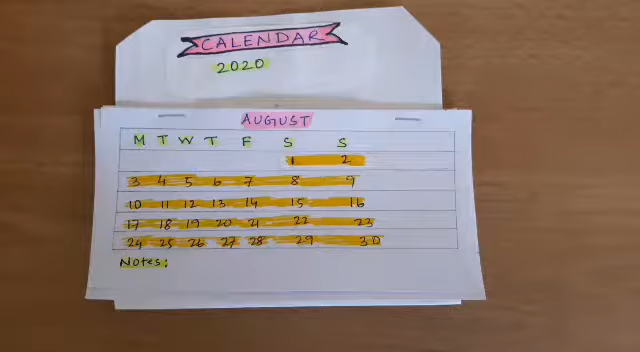 CALENDAR
2020
AUGUST
M T W T F S S
1 2
3 4 5 6 7 8 9
10 11 12 13 14 15 16
17 18 19 20 21 22 23
24 25 26 27 28 29 30
Notes: